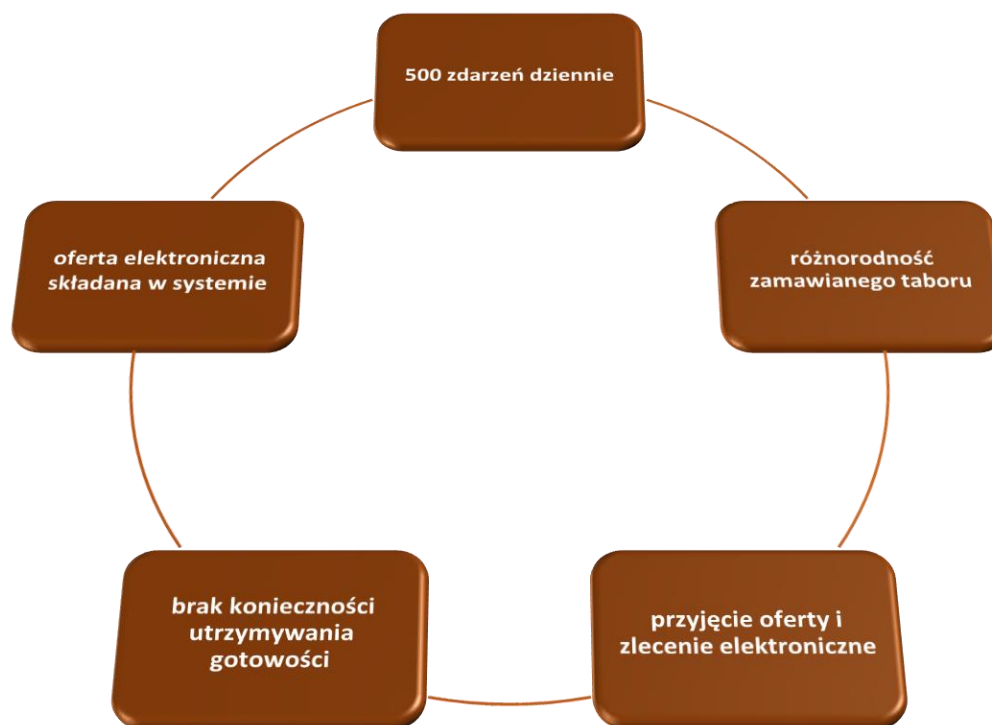 500 zdarzeń dziennie
różnorodność
zamawianego taboru
przyjęcie oferty i
zlecenie elektroniczne
brak konieczności
utrzymywania
gotowości
oferta elektroniczna
składana w systemie